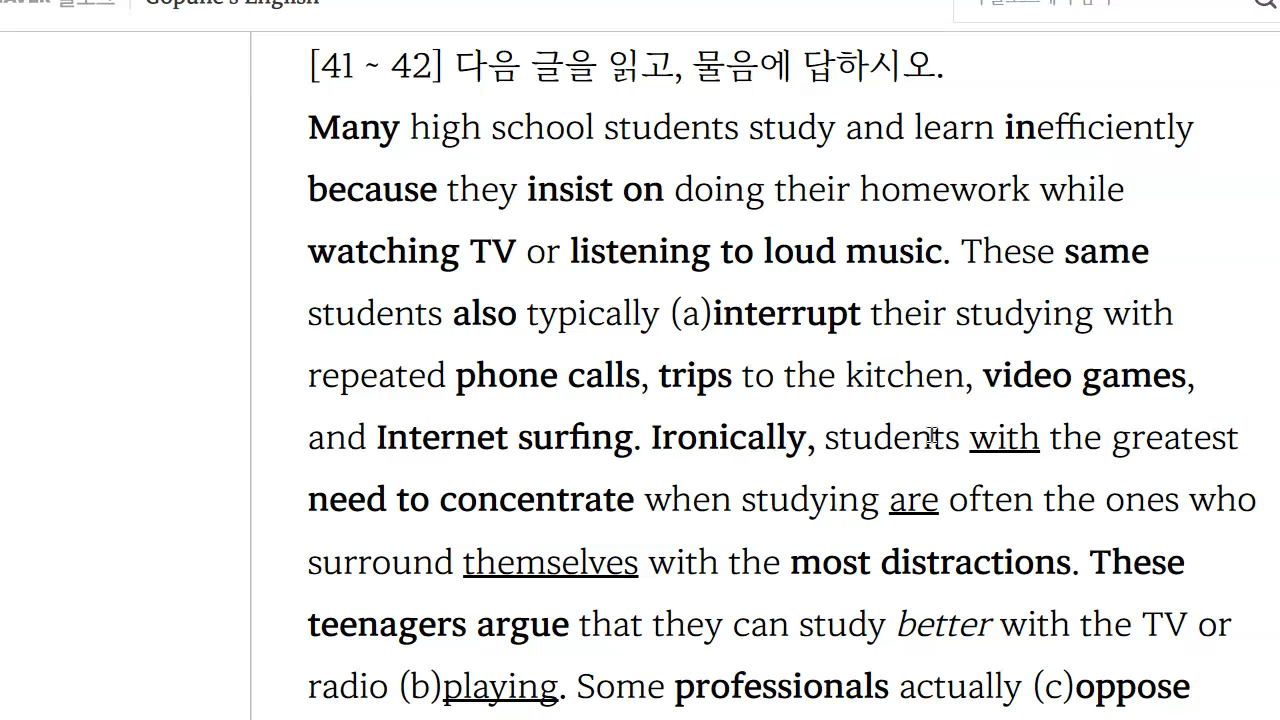 Gopune's English
[41 ~ 42] 다음 글을 읽고, 물음에 답하시오.
Many high school students study and learn inefficiently
because they insist on doing their homework while
watching TV or listening to loud music. These same
students also typically (a)interrupt their studying with
repeated phone calls, trips to the kitchen, video games,
and Internet surfing. Ironically, students with the greatest
need to concentrate when studying are often the ones who
surround themselves with the most distractions. These
teenagers argue that they can study better with the TV or
radio (b)playing. Some professionals actually (c)oppose